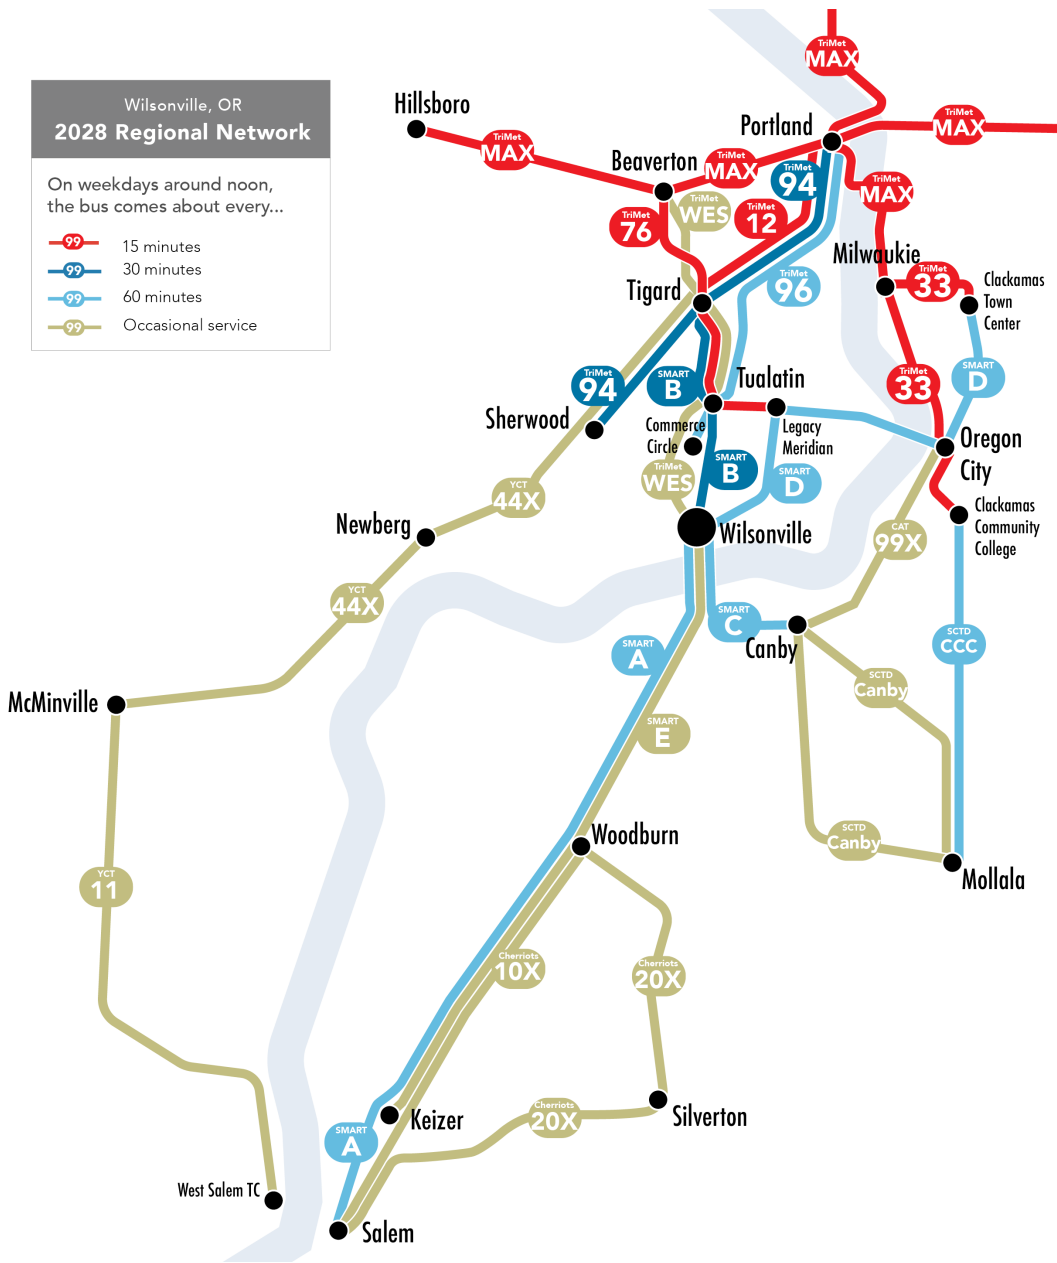 Wilsonville, OR
2028 Regional Network
On weekdays around noon,
the bus comes about every...
99 15 minutes
99 30 minutes
99 60 minutes
99 Occasional service
TriMet
MAX
Hillsboro
TriMet
MAX
Portland
TriMet
MAX
Beaverton
TriMet
MAX
TriMet
94
TriMet
MAX
TriMet
76
TriMet
WES
TriMet
12
Milwaukie
TriMet
33
Clackamas
Town
Center
Tigard
TriMet
96
TriMet
94
SMART
B
Tualatin
TriMet
33
SMART
D
Sherwood
Commerce
Circle
Legacy
Meridian
Oregon
City
TriMet
WES
SMART
B
SMART
D
YCT
44X
Newberg
Wilsonville
CAT
99X
Clackamas
Community
College
YCT
44X
SMART
C
Canby
SMART
A
SCTD
CCC
SCTD
Canby
McMinville
SMART
E
Woodburn
SCTD
Canby
Mollala
YCT
11
Cherriots
10X
Cherriots
20X
Keizer
Cherriots
20X
Silverton
SMART
A
West Salem TC
Salem